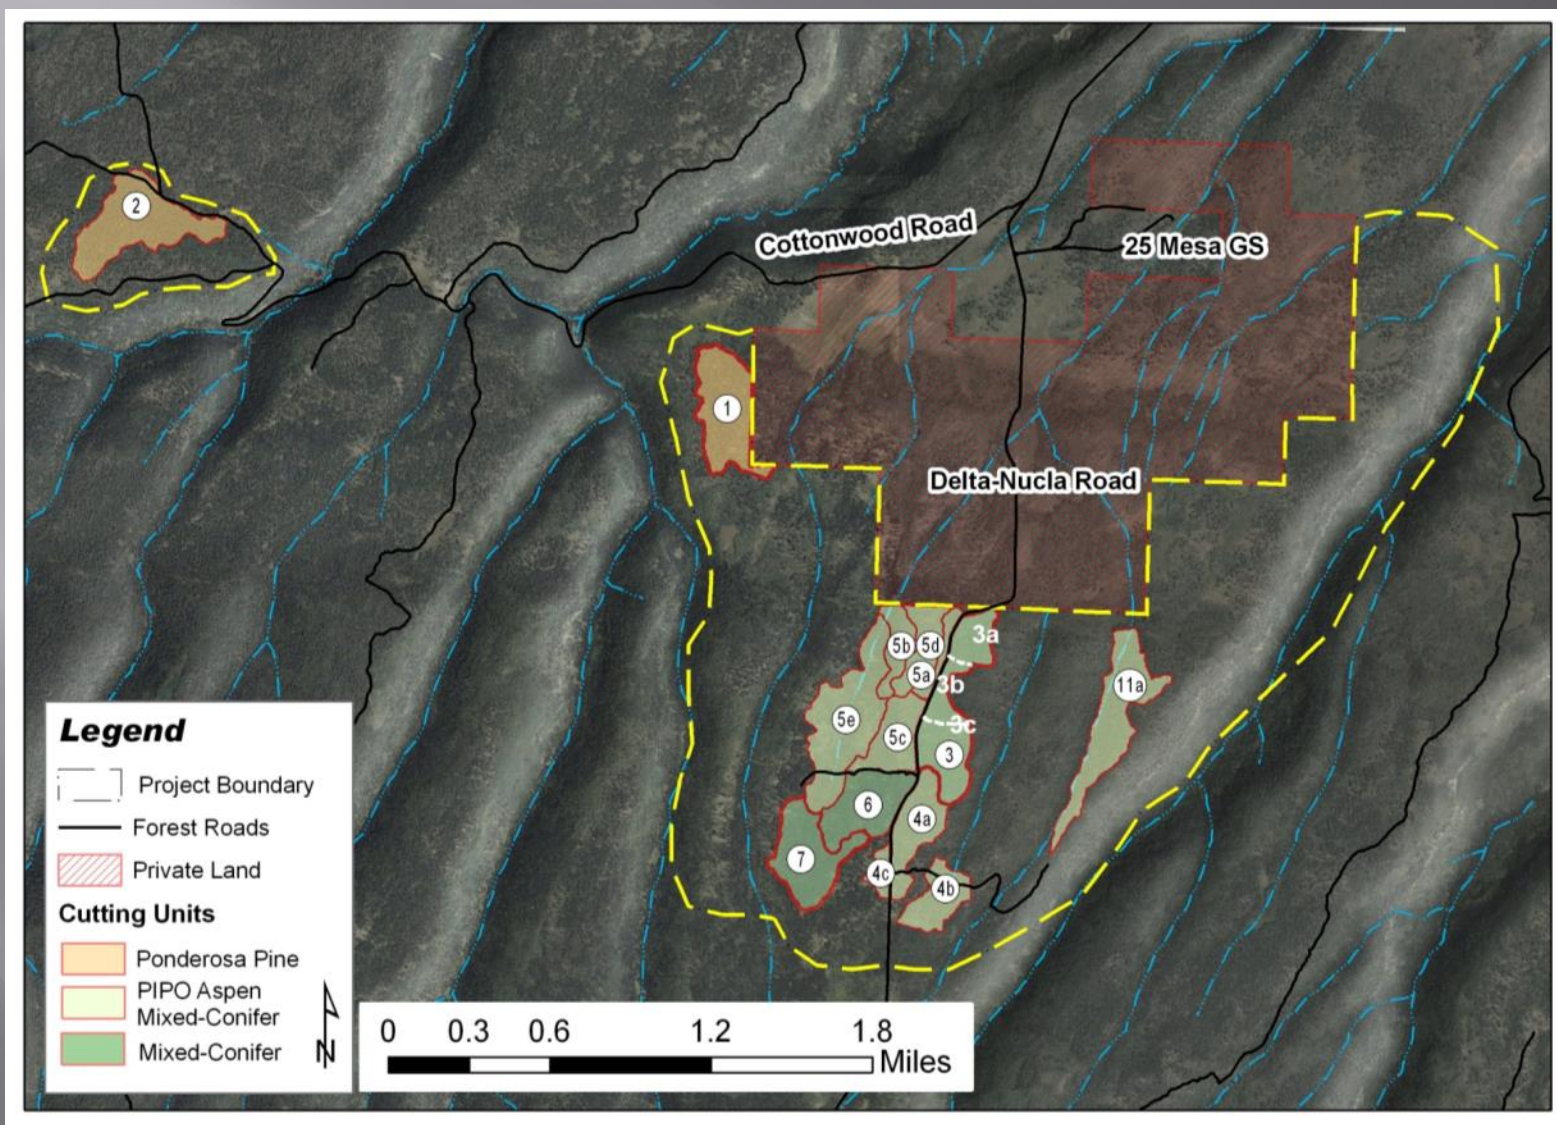 2
Cottonwood Road
25 Mesa GS
1
Delta-Nucla Road
3a
5b
5d
5a
3b
11a
5e
5c
3c
3
6
4a
7
4c
4b
Legend
Project Boundary
Forest Roads
Private Land
Cutting Units
Ponderosa Pine
PIPO Aspen
Mixed-Conifer
Mixed-Conifer
N
0 0.3 0.6 1.2 1.8
Miles